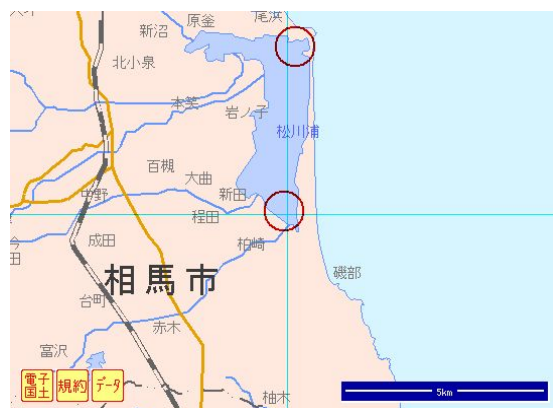 原釜
尾浜
新沼
北小泉
本笑
岩ノ子
松川浦
百槻
大曲
中野
新田
程田
成田
柏崎
相馬市
磯部
台町
赤木
富沢
柚木
電子国土
規約
データ
5km